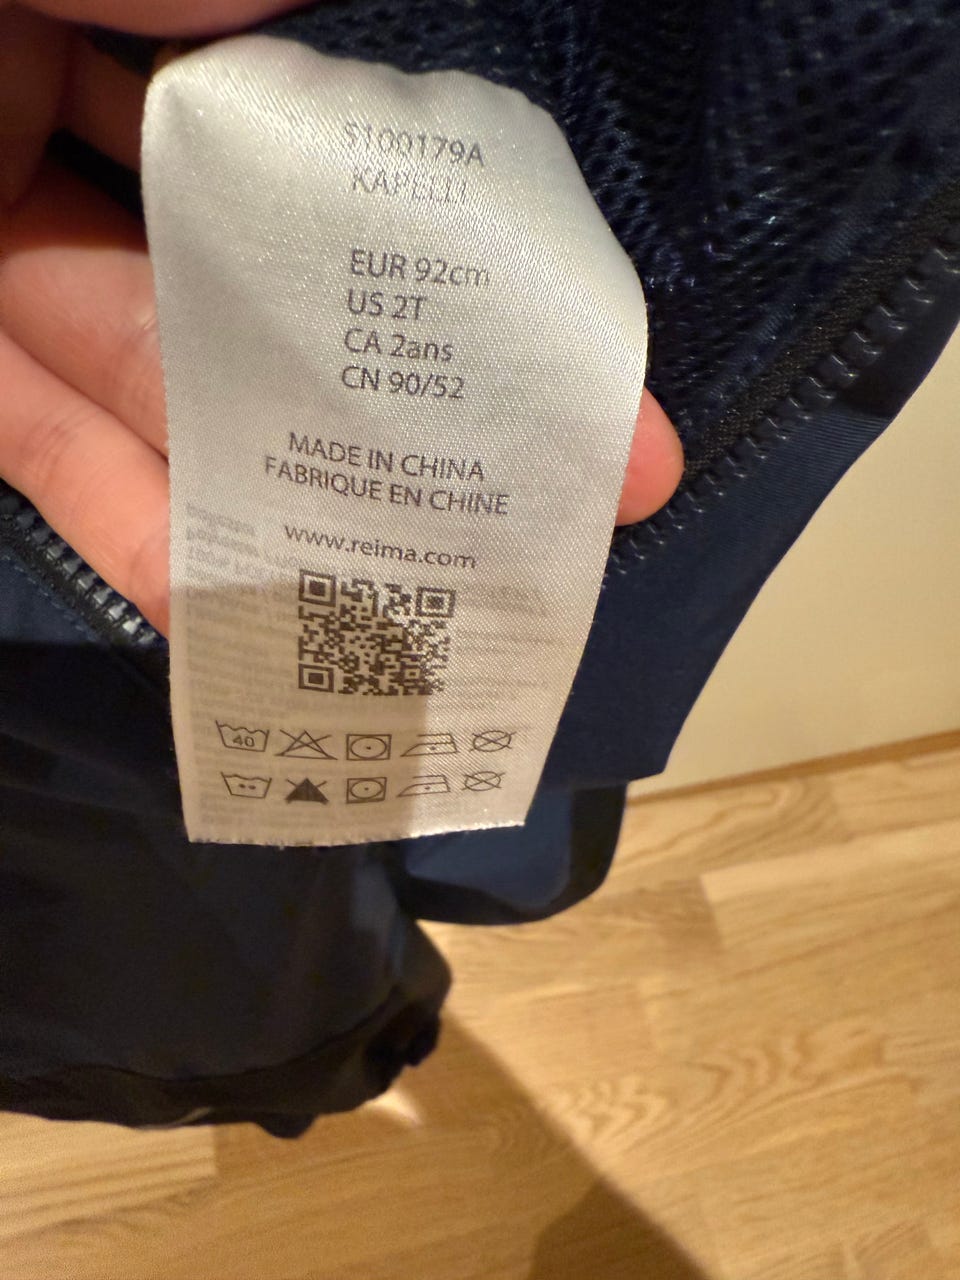 5100179A
KAPELLI
EUR 92cm
US 2T
CA 2ans
CN 90/52
MADE IN CHINA
FABRIQUE EN CHINE
www.reima.com
40